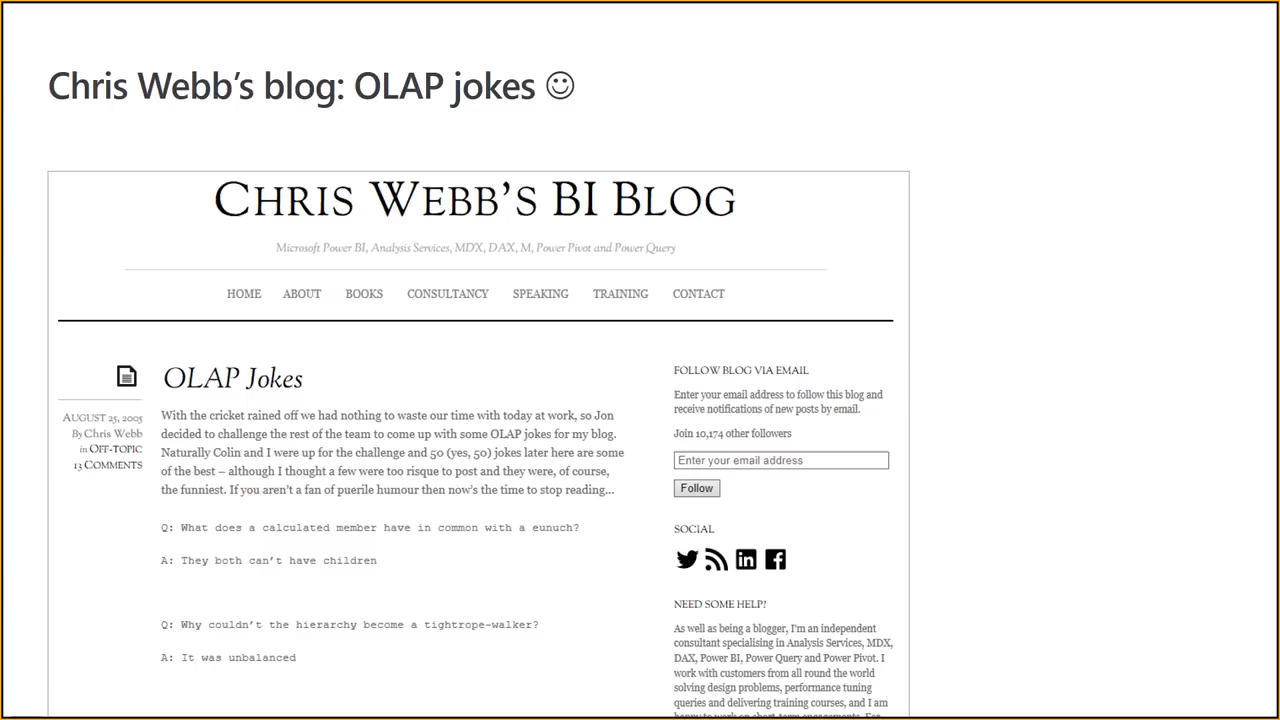 Chris Webb’s blog: OLAP jokes ☺
CHRIS WEBB’S BI BLOG
Microsoft Power BI, Analysis Services, MDX, DAX, M, Power Pivot and Power Query
HOME ABOUT BOOKS CONSULTANCY SPEAKING TRAINING CONTACT
AUGUST 25, 2005
By Chris Webb
in OFF-TOPIC
13 COMMENTS
OLAP Jokes
With the cricket rained off we had nothing to waste our time with today at work, so Jon
decided to challenge the rest of the team to come up with some OLAP jokes for my blog.
Naturally Colin and I were up for the challenge and 50 (yes, 50) jokes later here are some
of the best – although I thought a few were too risque to post and they were, of course,
the funniest. If you aren’t a fan of puerile humour then now’s the time to stop reading…
Q: What does a calculated member have in common with a eunuch?
A: They both can’t have children
Q: Why couldn’t the hierarchy become a tightrope-walker?
A: It was unbalanced
FOLLOW BLOG VIA EMAIL
Enter your email address to follow this blog and
receive notifications of new posts by email.
Join 10,174 other followers
Enter your email address
Follow
SOCIAL
NEED SOME HELP?
As well as being a blogger, I'm an independent
consultant specialising in Analysis Services, MDX,
DAX, Power BI, Power Query and Power Pivot. I
work with customers from all round the world
solving design problems, performance tuning
queries and delivering training courses, and I am
happy to work on short-term engagements. For